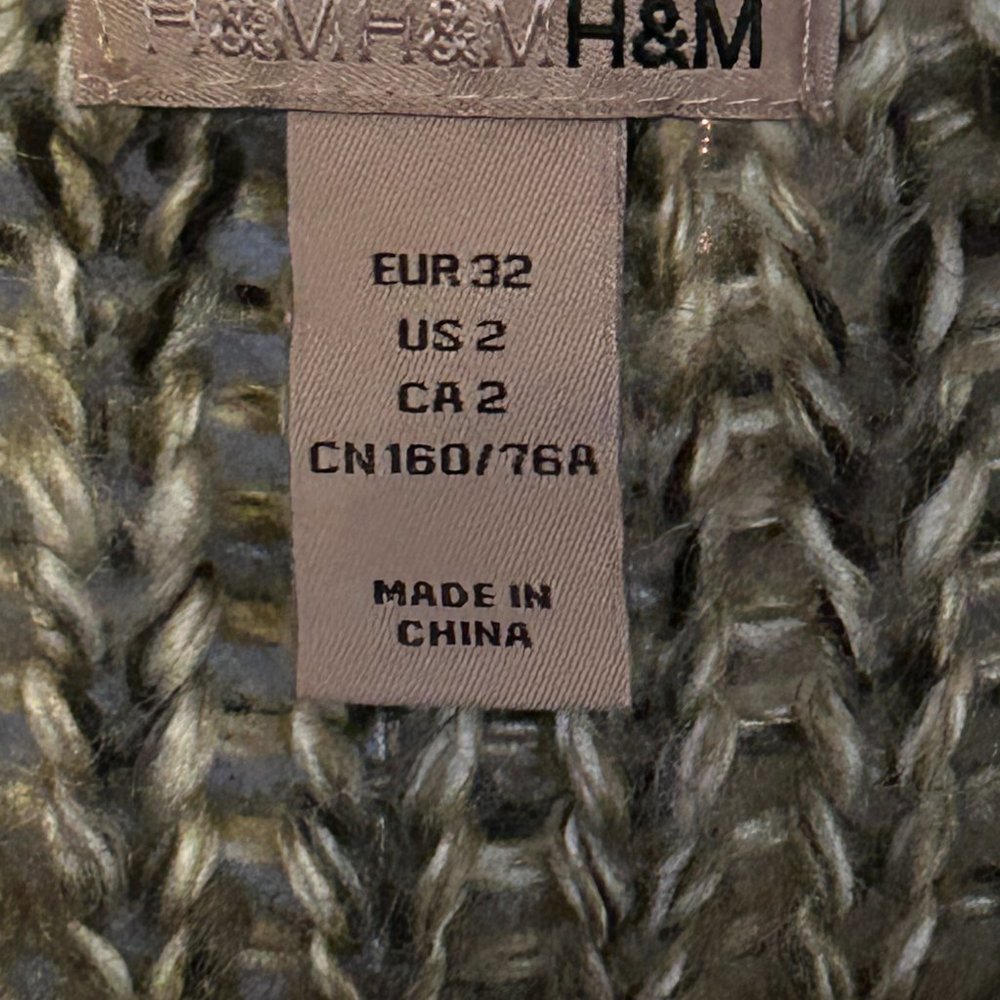 H&M H&M H&M
EUR 32
US 2
CA 2
CN 160/76A
MADE IN
CHINA